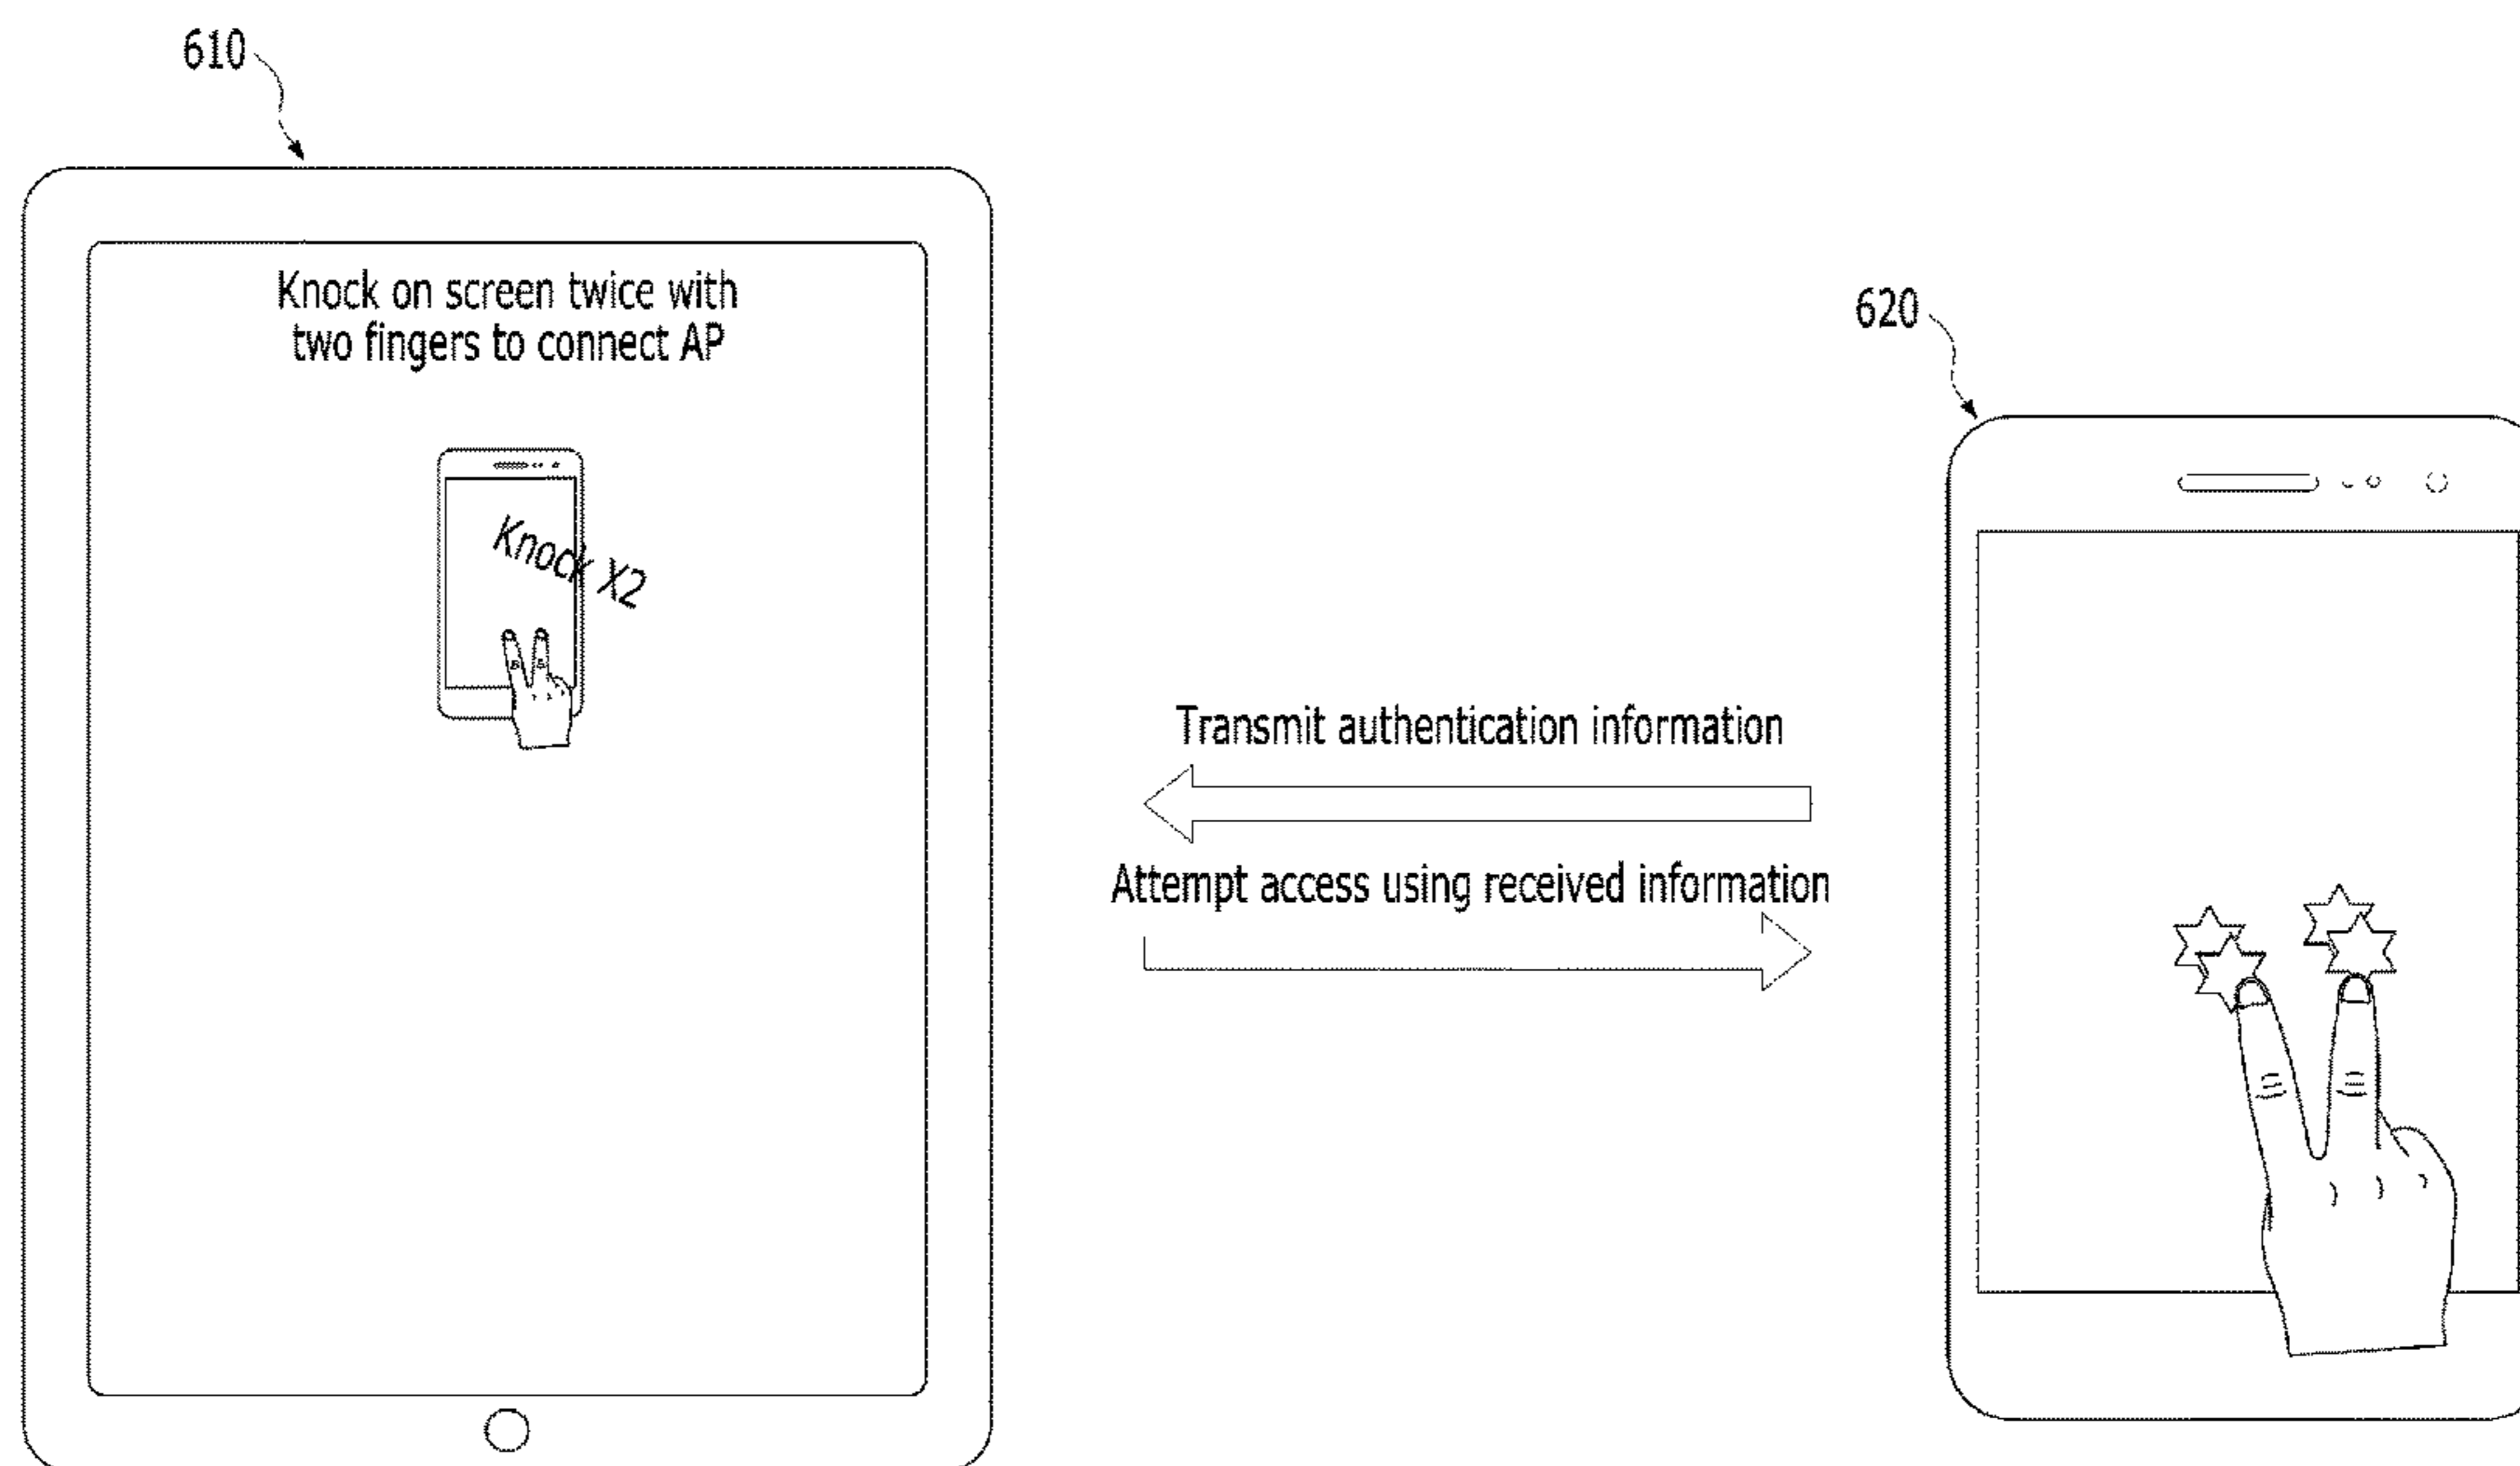 610
Knock on screen twice with
two fingers to connect AP
Knock X2
620
Transmit authentication information
Attempt access using received information